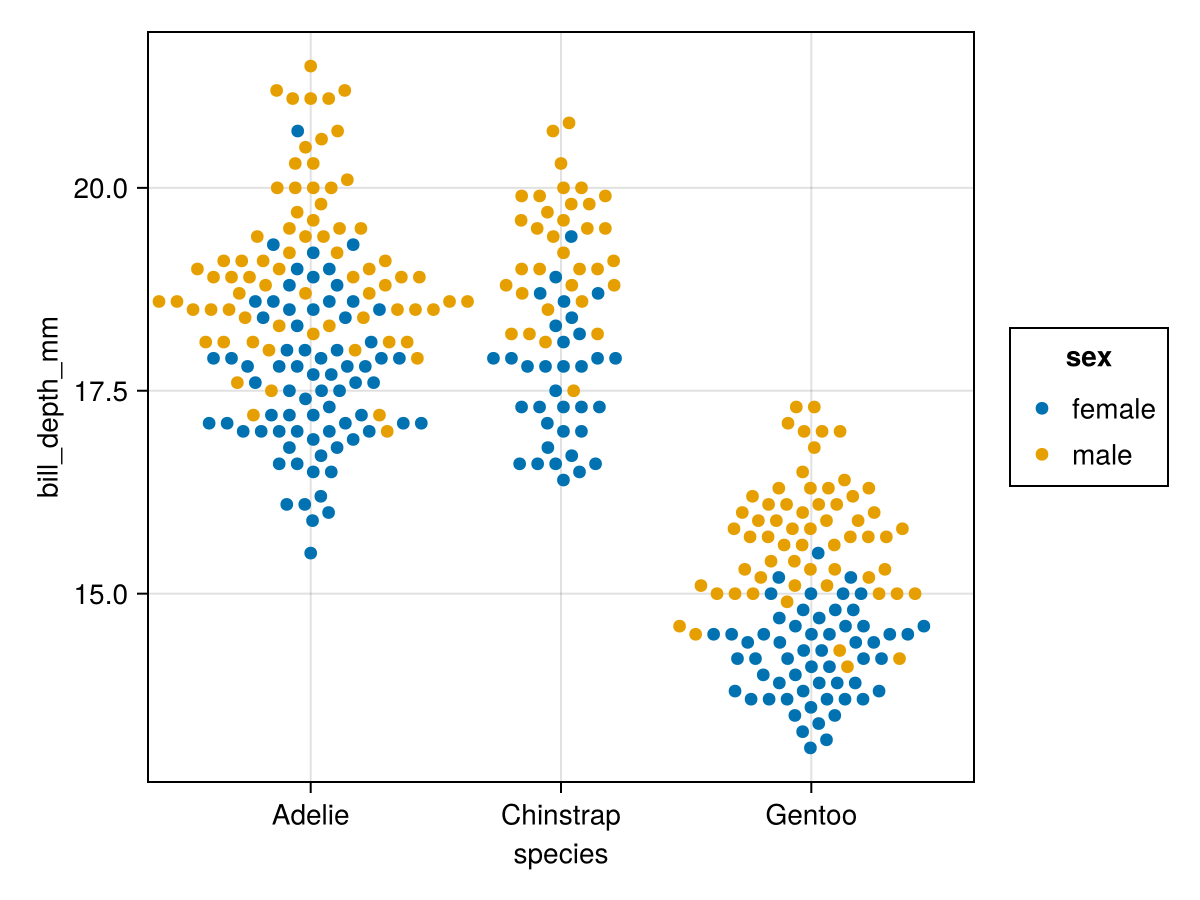 bill_depth_mm
20.0
17.5
15.0
Adelie
Chinstrap
Gentoo
species
sex
female
male